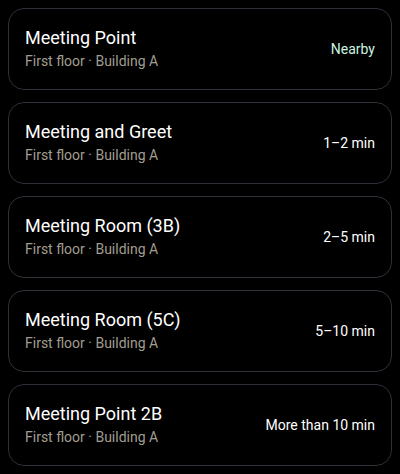 Meeting Point
First floor · Building A
Nearby
Meeting and Greet
First floor · Building A
1–2 min
Meeting Room (3B)
First floor · Building A
2–5 min
Meeting Room (5C)
First floor · Building A
5–10 min
Meeting Point 2B
First floor · Building A
More than 10 min